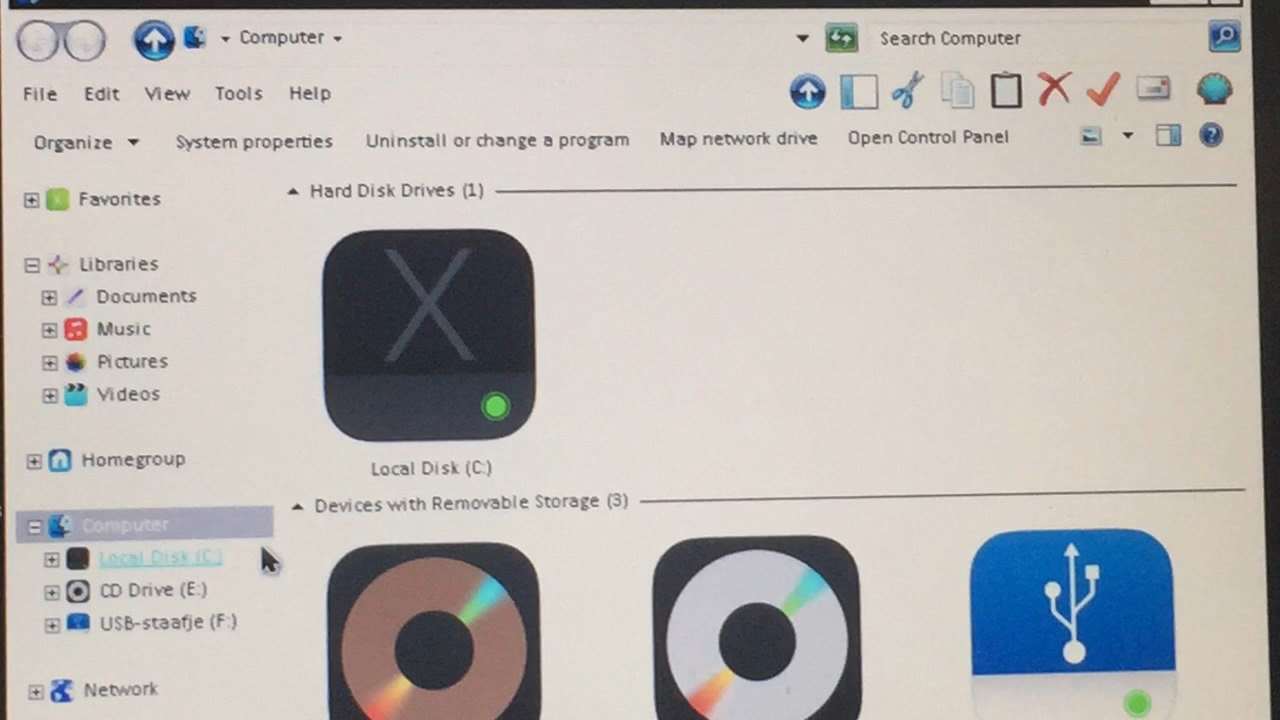 Computer
Search Computer
File Edit View Tools Help
Organize System properties Uninstall or change a program Map network drive Open Control Panel
Favorites
Libraries
Documents
Music
Pictures
Videos
Homegroup
Computer
Local Disk (C:)
CD Drive (E:)
USB-staafje (F:)
Network
Hard Disk Drives (1)
X
Local Disk (C:)
Devices with Removable Storage (3)